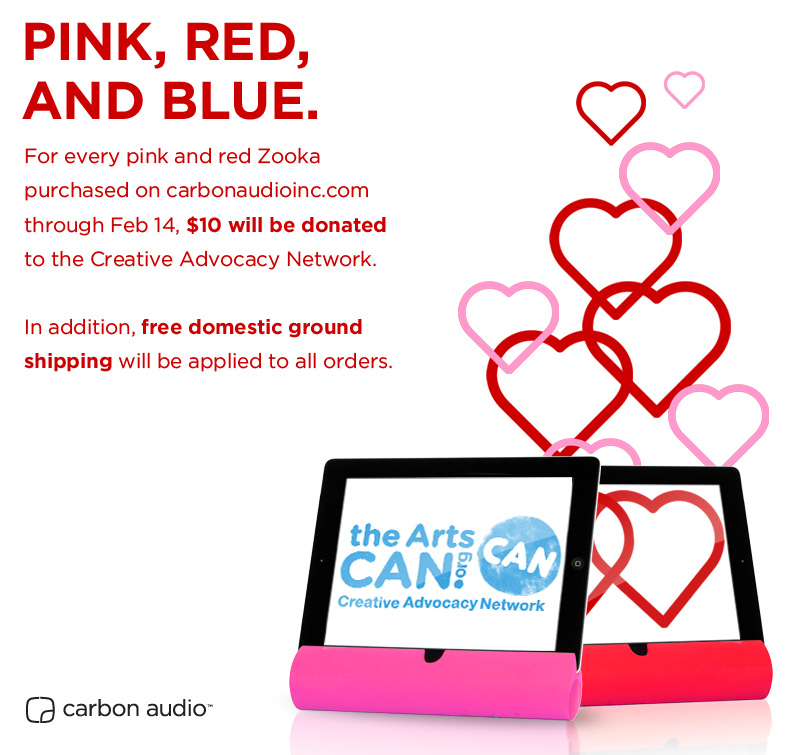 PINK, RED,
AND BLUE.
For every pink and red Zooka
purchased on carbonaudioinc.com
through Feb 14, $10 will be donated
to the Creative Advocacy Network.
In addition, free domestic ground
shipping will be applied to all orders.
the Arts
CAN!.org
CAN
Creative Advocacy Network
carbon audio™